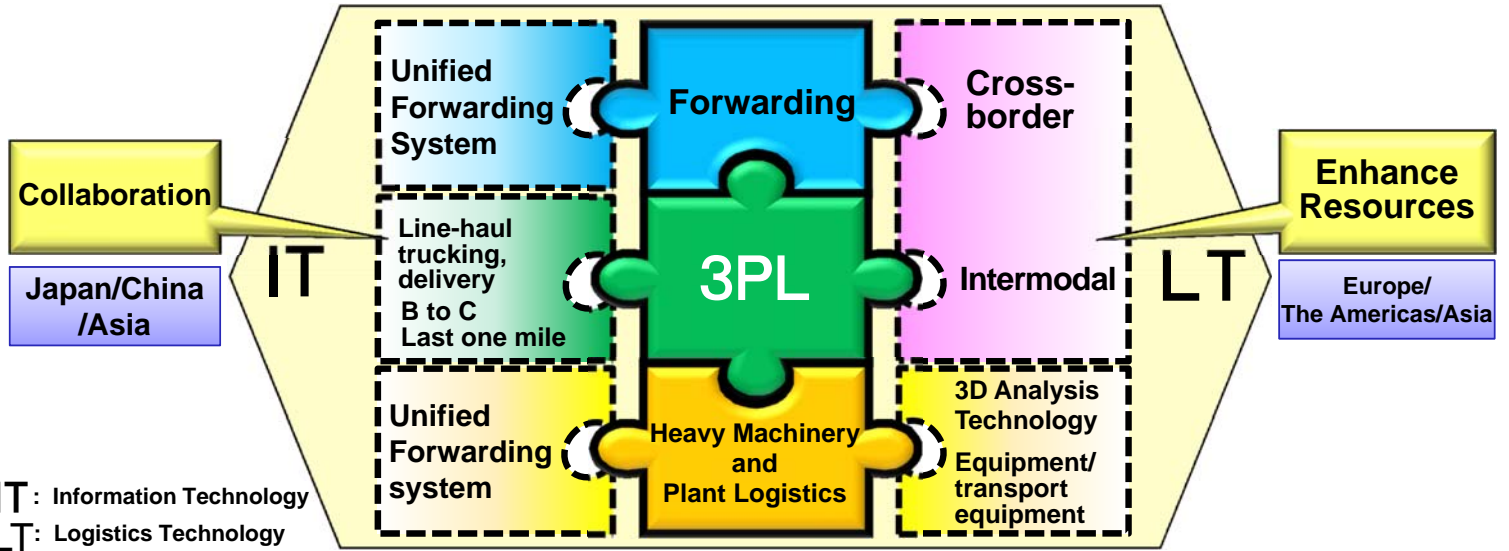 Collaboration
Japan/China
/Asia
IT
Unified
Forwarding
System
Line-haul
trucking,
delivery
B to C
Last one mile
Unified
Forwarding
system
Forwarding
3PL
Heavy Machinery
and
Plant Logistics
Cross-
border
Intermodal
3D Analysis
Technology
Equipment/
transport
equipment
LT
Enhance
Resources
Europe/
The Americas/Asia
IT : Information Technology
LT: Logistics Technology